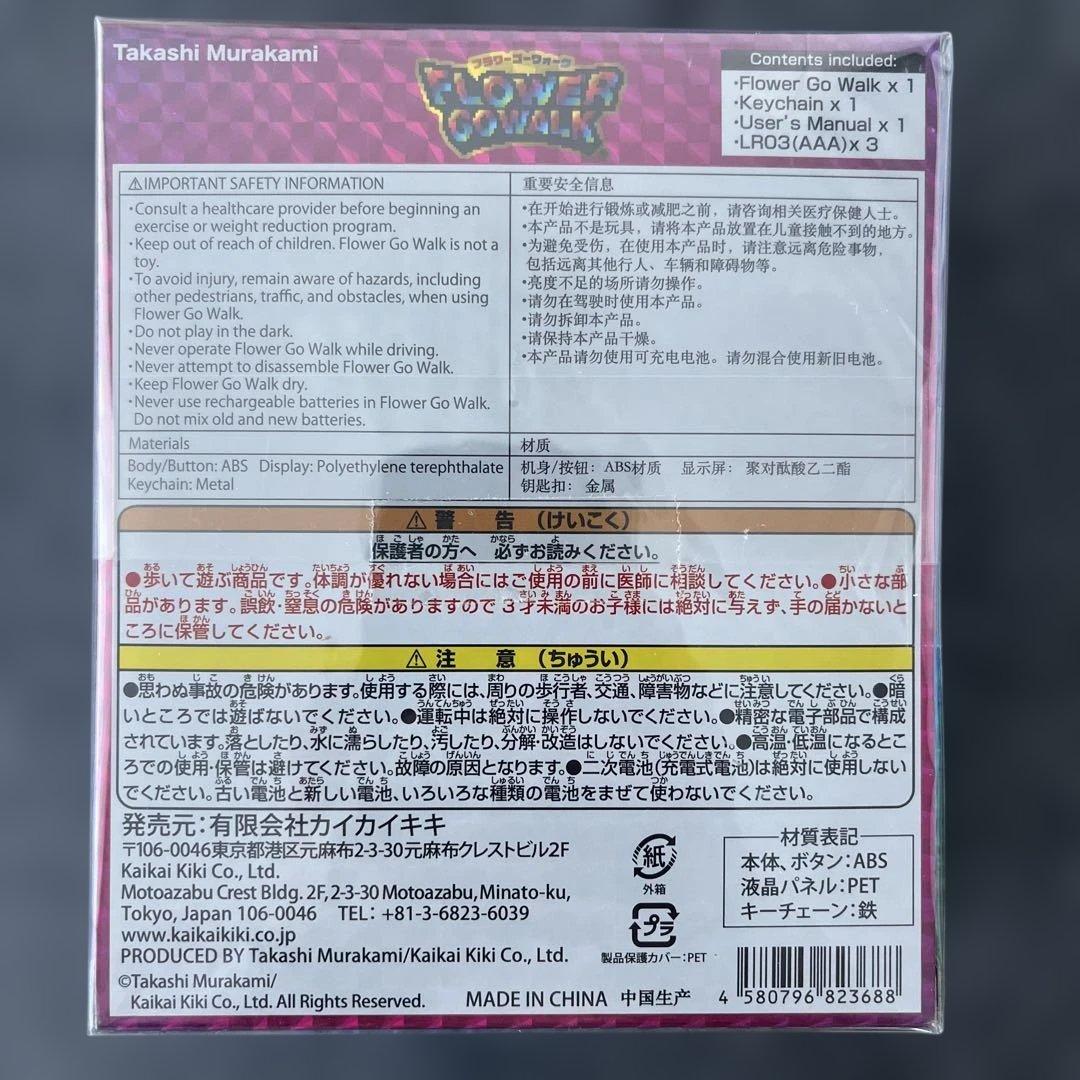 Takashi Murakami
フラワーゴーウォーク
FLOWER
GO WALK
Contents included:
・Flower Go Walk x 1
・Keychain x 1
・User's Manual x 1
・LR03(AAA)x 3
⚠IMPORTANT SAFETY INFORMATION
・Consult a healthcare provider before beginning an
exercise or weight reduction program.
・Keep out of reach of children. Flower Go Walk is not a
toy.
・To avoid injury, remain aware of hazards, including
other pedestrians, traffic, and obstacles, when using
Flower Go Walk.
・Do not play in the dark.
・Never operate Flower Go Walk while driving.
・Never attempt to disassemble Flower Go Walk.
・Keep Flower Go Walk dry.
・Never use rechargeable batteries in Flower Go Walk.
Do not mix old and new batteries.
重要安全信息
・在开始进行锻炼或减肥之前，请咨询相关医疗保健人士。
・本产品不是玩具，请将本产品放置在儿童接触不到的地方。
・为避免受伤，在使用本产品时，请注意远离危险事物，
包括远离其他行人、车辆和障碍物等。
・亮度不足的场所请勿操作。
・请勿在驾驶时使用本产品。
・请勿拆卸本产品。
・请保持本产品干燥。
・本产品请勿使用可充电电池。请勿混合使用新旧电池。
Materials
Body/Button: ABS Display: Polyethylene terephthalate
Keychain: Metal
材质
机身/按钮：ABS材质 显示屏：聚对酞酸乙二酯
钥匙扣：金属
⚠ 警 告 (けいこく)
保護者の方へ 必ずお読みください。
●歩いて遊ぶ商品です。体調が優れない場合にはご使用の前に医師に相談してください。●小さな部
品があります。誤飲・窒息の危険がありますので3才未満のお子様には絶対に与えず、手の届かないと
ころに保管してください。
⚠ 注 意 (ちゅうい)
●思わぬ事故の危険があります。使用する際には、周りの歩行者、交通、障害物などに注意してください。●暗
いところでは遊ばないでください。●運転中は絶対に操作しないでください。●精密な電子部品で構成
されています。落としたり、水に濡らしたり、汚したり、分解・改造はしないでください。●高温・低温になるとこ
ろでの使用・保管は避けてください。故障の原因となります。●二次電池(充電式電池)は絶対に使用しない
でください。古い電池と新しい電池、いろいろな種類の電池をまぜて使わないでください。
発売元：有限会社カイカイキキ
〒106-0046東京都港区元麻布2-3-30元麻布クレストビル2F
Kaikai Kiki Co., Ltd.
Motoazabu Crest Bldg. 2F, 2-3-30 Motoazabu, Minato-ku,
Tokyo, Japan 106-0046 TEL: +81-3-6823-6039
www.kaikaikiki.co.jp
PRODUCED BY Takashi Murakami/Kaikai Kiki Co., Ltd.
©Takashi Murakami/
Kaikai Kiki Co., Ltd. All Rights Reserved.
MADE IN CHINA 中国生产
紙
外箱
プラ
製品保護カバー：PET
材質表記
本体、ボタン：ABS
液晶パネル：PET
キーチェーン：鉄
4 580796 823688